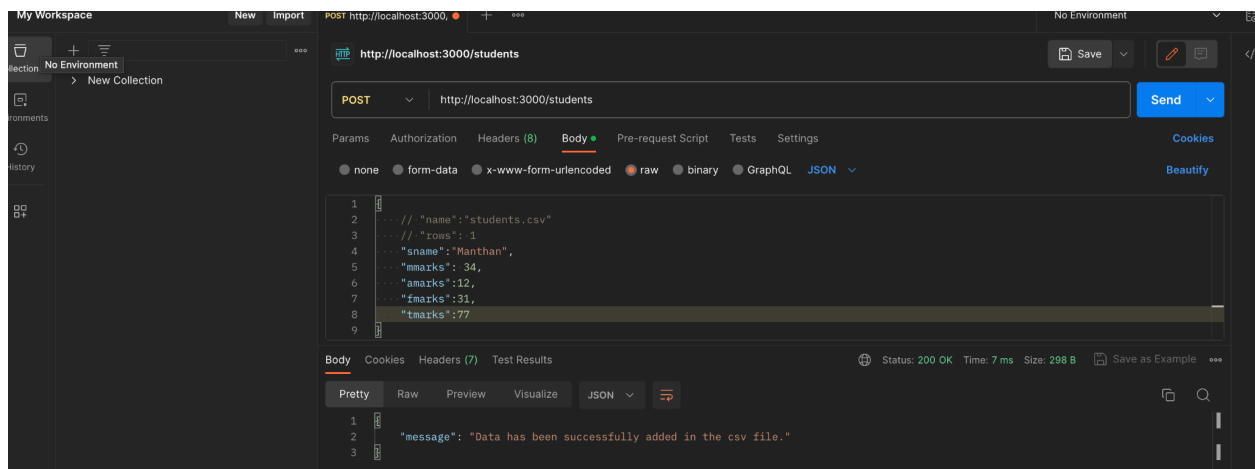 My Workspace New Import POST http://localhost:3000, No Environment
http://localhost:3000/students Save
No Environment
New Collection
POST http://localhost:3000/students Send
Params Authorization Headers (8) Body Pre-request Script Tests Settings Cookies
History
none form-data x-www-form-urlencoded raw binary GraphQL JSON Beautify
1 {
2 // "name":"students.csv"
3 // "rows": 1
4 "sname":"Manthan",
5 "mmarks": 34,
6 "amarks":12,
7 "fmarks":31,
8 "tmarks":77
9 }
Body Cookies Headers (7) Test Results Status: 200 OK Time: 7 ms Size: 298 B Save as Example
Pretty Raw Preview Visualize JSON
1 {
2 "message": "Data has been successfully added in the csv file."
3 }